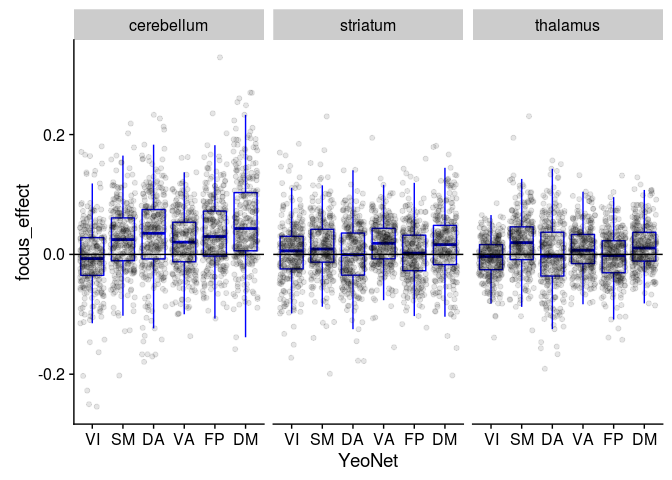 cerebellum striatum thalamus
focus_effect
0.2
0.0
-0.2
VI SM DA VA FP DM VI SM DA VA FP DM VI SM DA VA FP DM
YeoNet